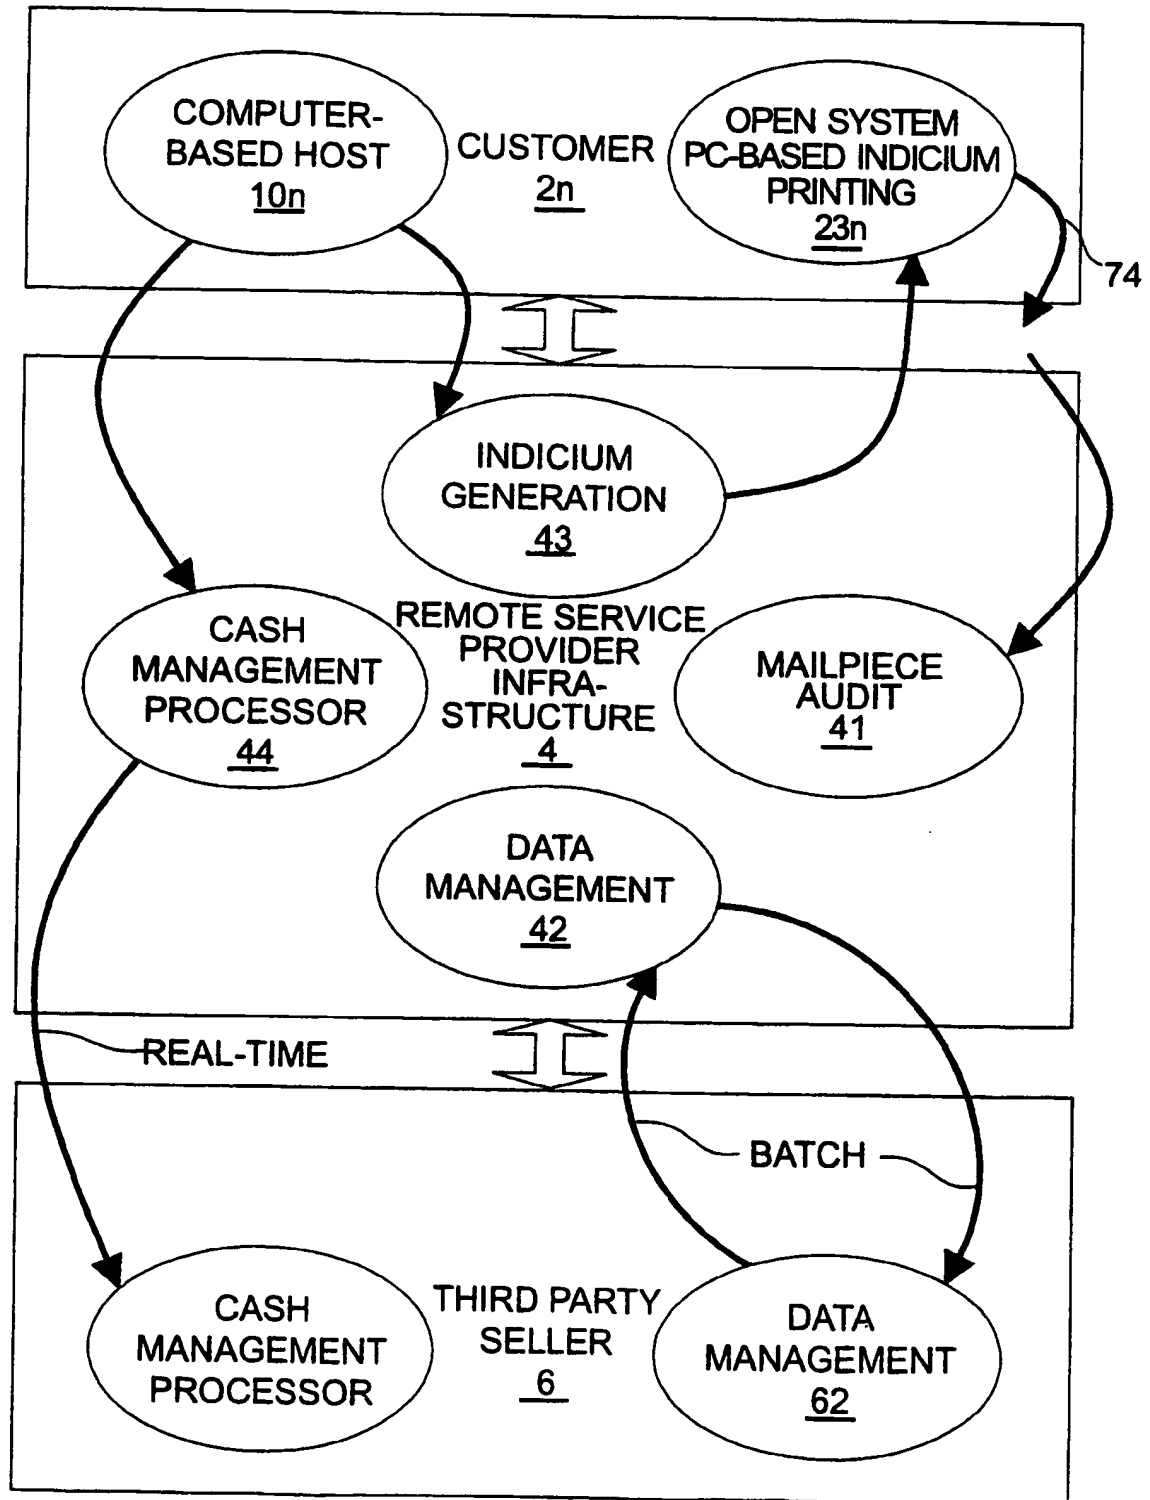 COMPUTER-
BASED HOST
10n
CUSTOMER
2n
OPEN SYSTEM
PC-BASED INDICIUM
PRINTING
23n
74
INDICIUM
GENERATION
43
CASH
MANAGEMENT
PROCESSOR
44
REMOTE SERVICE
PROVIDER
INFRA-
STRUCTURE
4
MAILPIECE
AUDIT
41
DATA
MANAGEMENT
42
REAL-TIME
BATCH
CASH
MANAGEMENT
PROCESSOR
THIRD PARTY
SELLER
6
DATA
MANAGEMENT
62